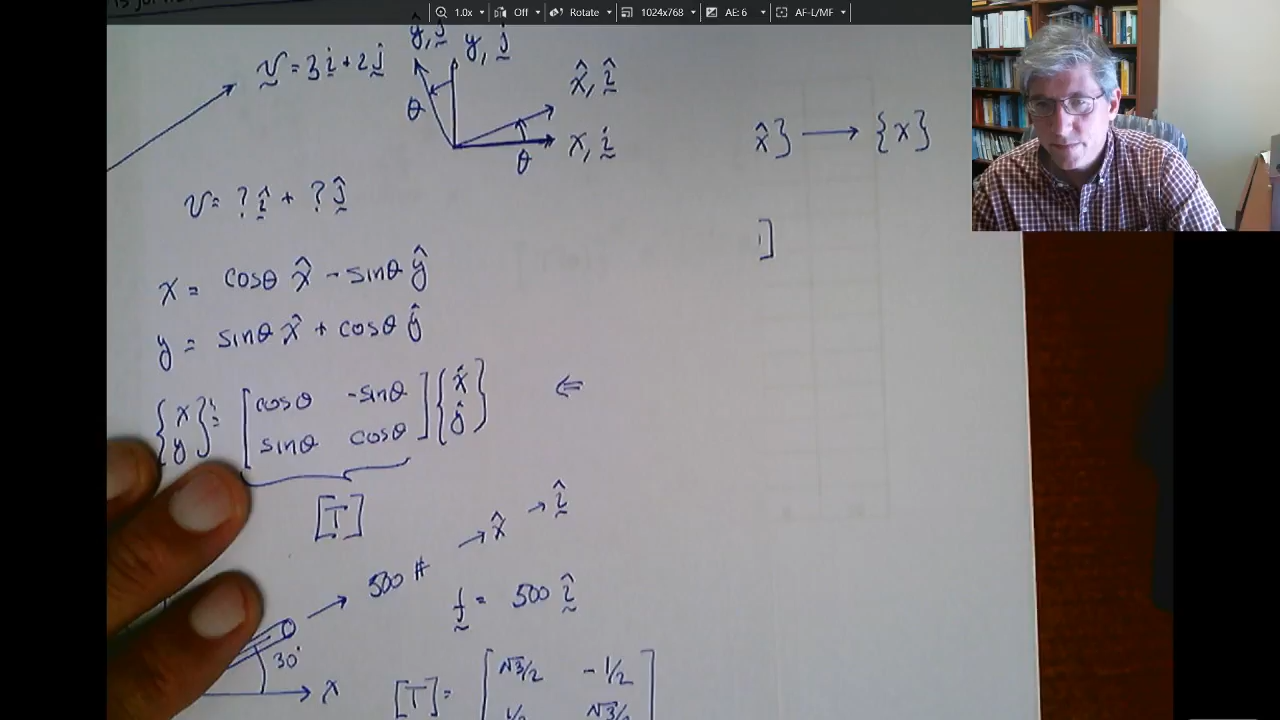 1.0x Off Rotate 1024x768 AE: 6 AF-L/MF
v = 3i + 2j
ŷ, ĵ
y, j
x̂, î
x, i
θ
θ
x̂} → {x}
v = ? î + ? ĵ
]
x = cosθ x̂ - sinθ ŷ
y = sinθ x̂ + cosθ ŷ
{x y} = [cosθ -sinθ
sinθ cosθ] {x̂ ŷ} ⇐
[T]
→ x̂ → î
→ 500 #
f = 500 î
30°
x
[T] = [√3/2 - 1/2
1/2 √3/2